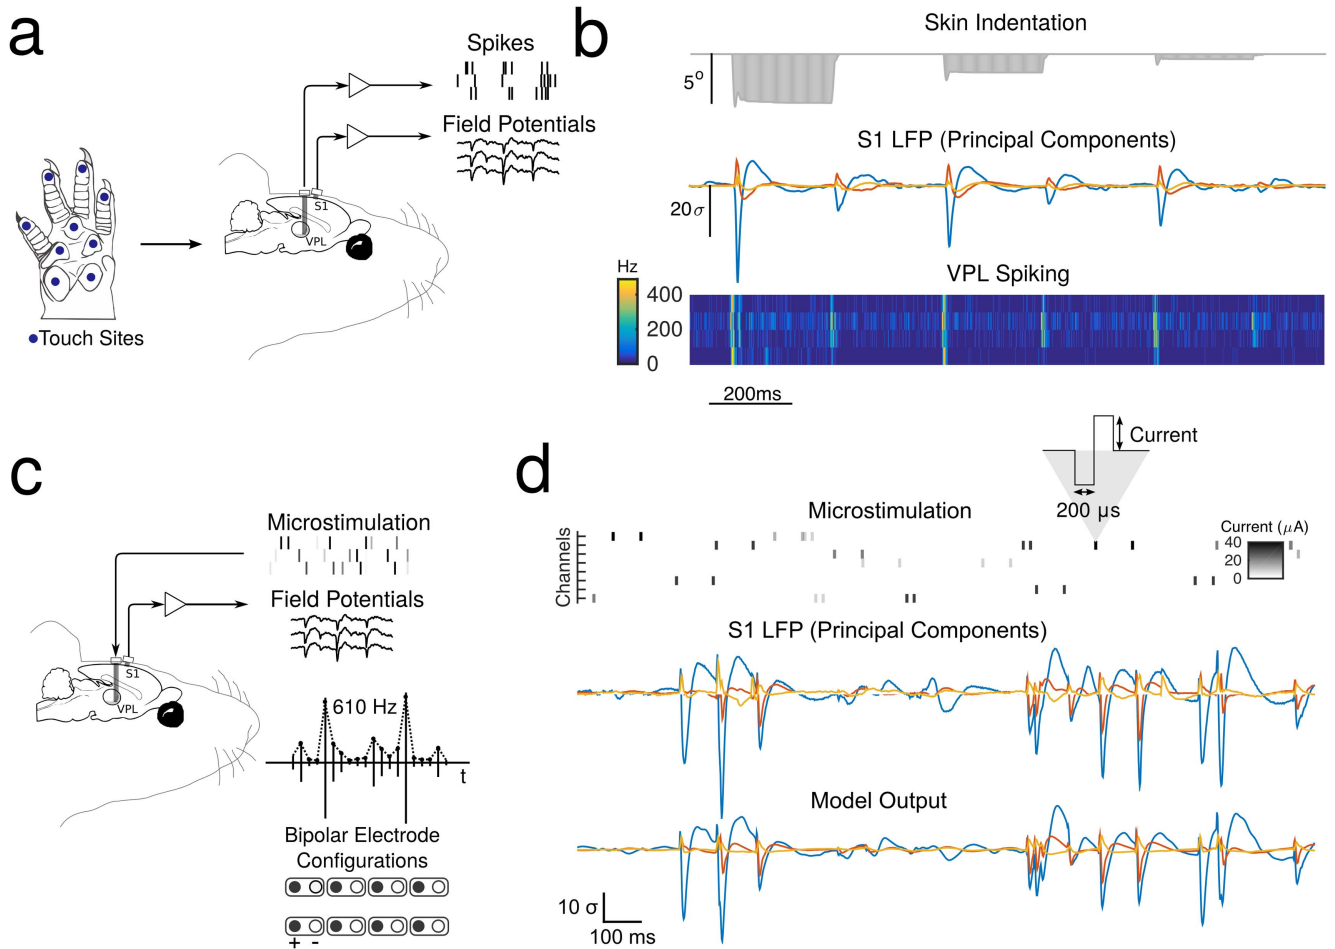 a
Spikes
Field Potentials
S1
VPL
Touch Sites
b
Skin Indentation
5°
S1 LFP (Principal Components)
20σ
VPL Spiking
Hz
400
200
0
200ms
c
Microstimulation
Field Potentials
S1
VPL
610 Hz
t
Bipolar Electrode
Configurations
+ -
d
Current
200 µs
Microstimulation
Channels
Current (µA)
40
20
0
S1 LFP (Principal Components)
Model Output
10 σ
100 ms